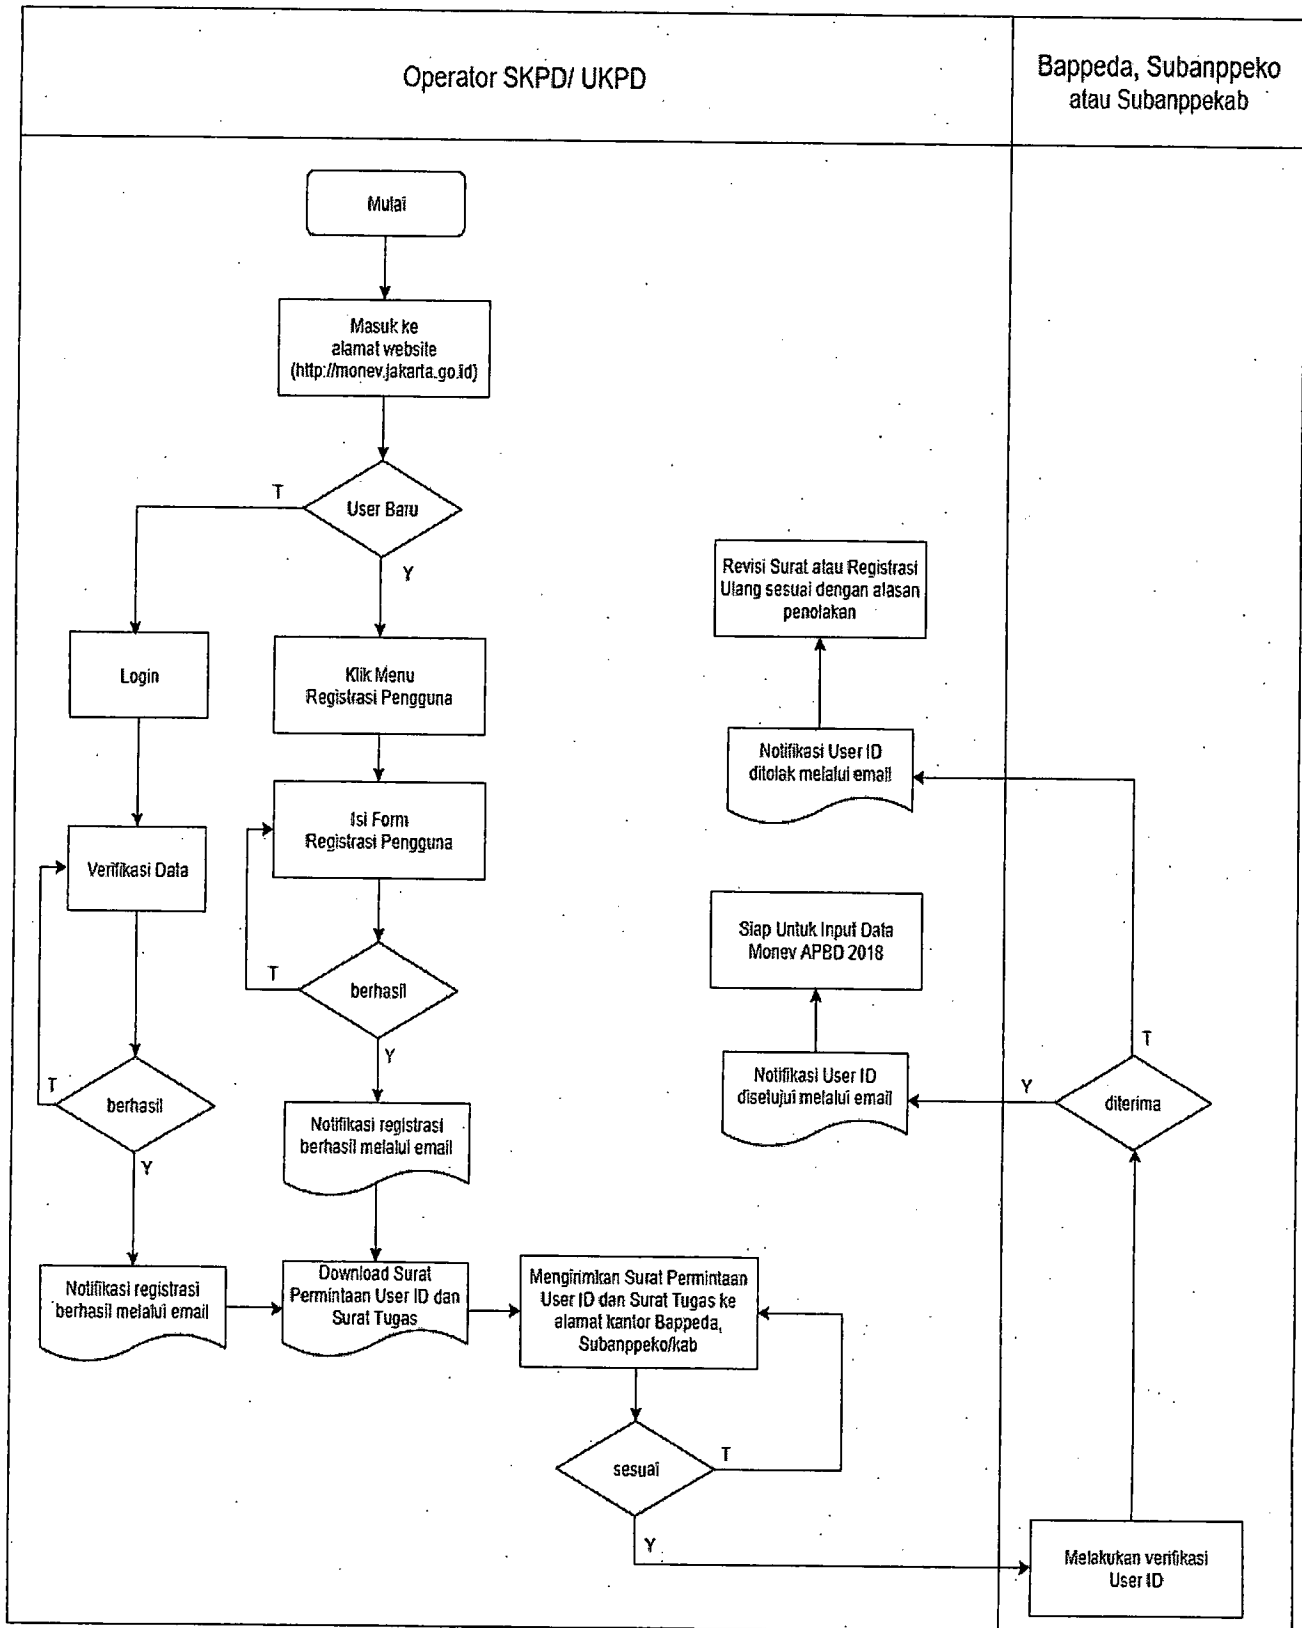 Operator SKPD/ UKPD
Bappeda, Subanppeko
atau Subanppekab
Mulai
Masuk ke
alamat website
(http://monev.jakarta.go.id)
T
User Baru
Y
Revisi Surat atau Registrasi
Ulang sesuai dengan alasan
penolakan
Login
Klik Menu
Registrasi Pengguna
Notifikasi User ID
ditolak melalui email
Isi Form
Registrasi Pengguna
Verifikasi Data
Siap Untuk Input Data
Monev APBD 2018
T
berhasil
Y
T
Notifikasi User ID
disetujui melalui email
Y
diterima
T
berhasil
Y
Notifikasi registrasi
berhasil melalui email
Notifikasi registrasi
berhasil melalui email
Download Surat
Permintaan User ID dan
Surat Tugas
Mengirimkan Surat Permintaan
User ID dan Surat Tugas ke
alamat kantor Bappeda,
Subanppeko/kab
sesuai
T
Y
Melakukan verifikasi
User ID